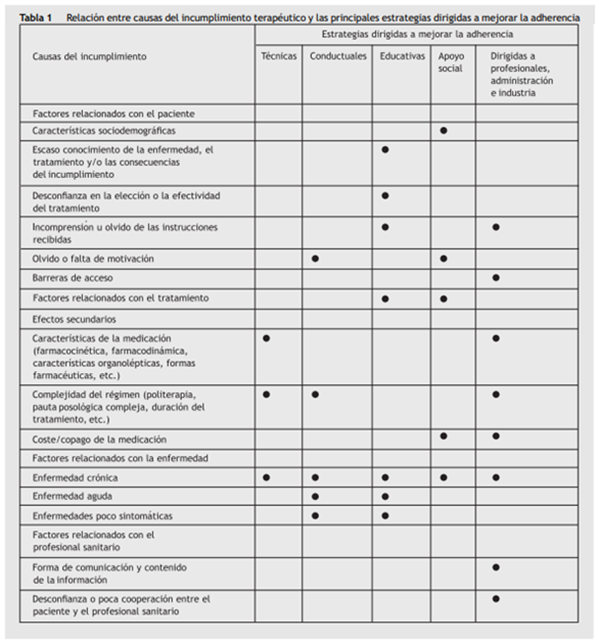 Tabla 1 Relación entre causas del incumplimiento terapéutico y las principales estrategias dirigidas a mejorar la adherencia
Estrategias dirigidas a mejorar la adherencia
Causas del incumplimiento
Técnicas
Conductuales
Educativas
Apoyo
social
Dirigidas a
profesionales,
administración
e industria
Factores relacionados con el paciente
Características sociodemográficas
●
Escaso conocimiento de la enfermedad, el
tratamiento y/o las consecuencias
del incumplimiento
●
Desconfianza en la elección o la efectividad
del tratamiento
●
Incomprensión u olvido de las instrucciones
recibidas
● ●
Olvido o falta de motivación
● ●
Barreras de acceso
●
Factores relacionados con el tratamiento
● ●
Efectos secundarios
Características de la medicación
(farmacocinética, farmacodinámica,
características organolépticas, formas
farmacéuticas, etc.)
● ●
Complejidad del régimen (politerapia,
pauta posológica compleja, duración del
tratamiento, etc.)
● ● ●
Coste/copago de la medicación
● ●
Factores relacionados con la enfermedad
Enfermedad crónica
● ● ● ● ●
Enfermedad aguda
● ●
Enfermedades poco sintomáticas
● ●
Factores relacionados con el
profesional sanitario
Forma de comunicación y contenido
de la información
●
Desconfianza o poca cooperación entre el
paciente y el profesional sanitario
●